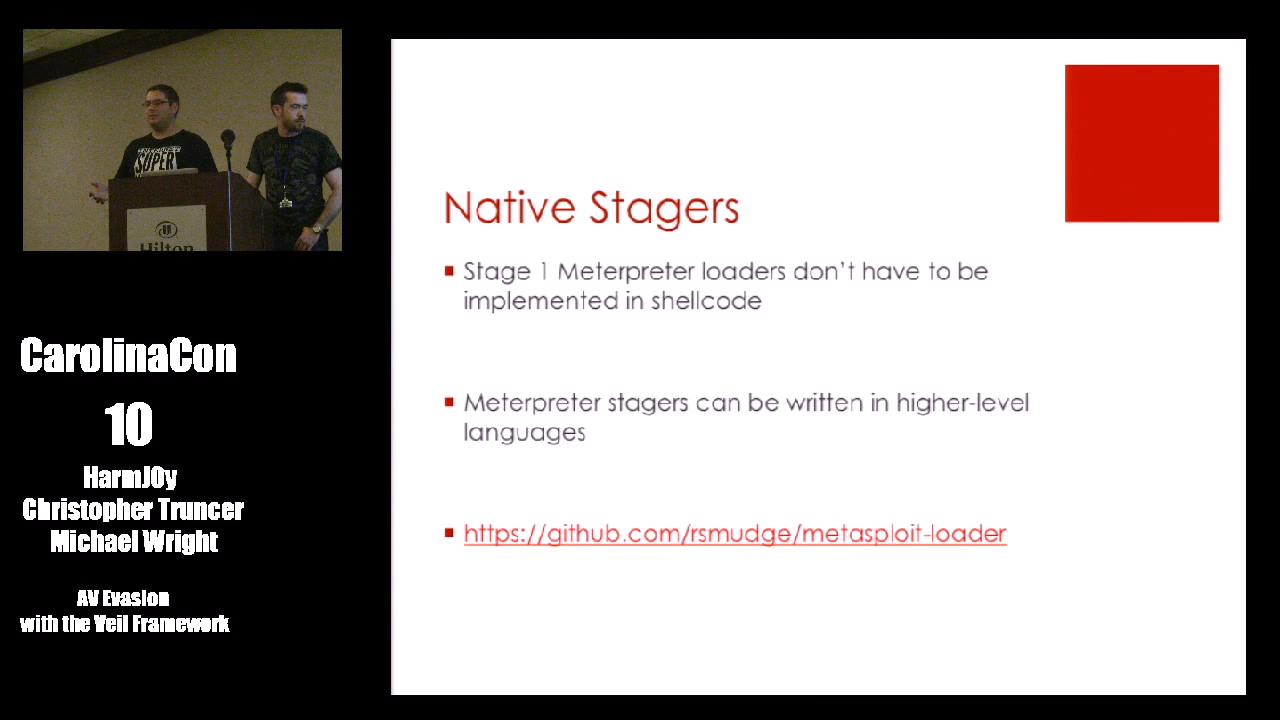 SUPER
Hilton
CarolinaCon
10
HarmJ0y
Christopher Truncer
Michael Wright
AV Evasion
with the Veil Framework
Native Stagers
Stage 1 Meterpreter loaders don't have to be
implemented in shellcode
Meterpreter stagers can be written in higher-level
languages
https://github.com/rsmudge/metasploit-loader